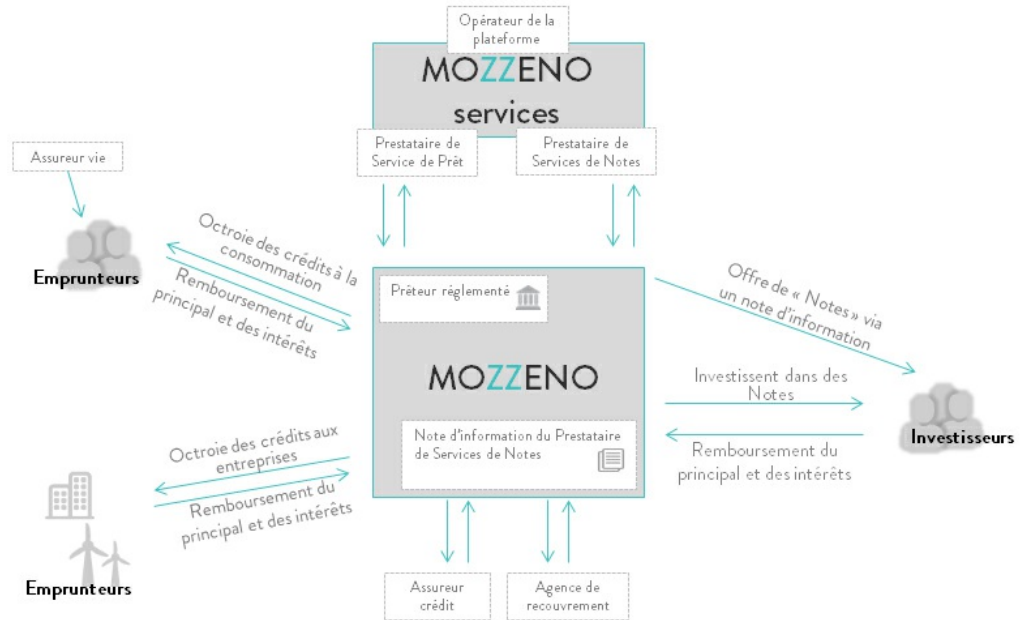 Opérateur de la
plateforme
MOZZENO
services
Prestataire de
Service de Prêt
Prestataire de
Services de Notes
Assureur vie
Emprunteurs
Octroie des crédits à la
consommation
Remboursement du
principal et des intérêts
Prêteur réglementé
MOZZENO
Note d'information du Prestataire
de Services de Notes
Offre de « Notes » via
un note d'information
Investissent dans des
Notes
Investisseurs
Remboursement du
principal et des intérêts
Octroie des crédits aux
entreprises
Remboursement du
principal et des intérêts
Emprunteurs
Assureur
crédit
Agence de
recouvrement